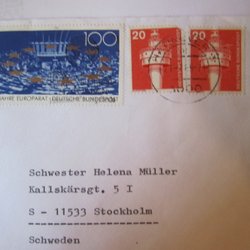 100
20
20
JAHRE EUROPARAT · DEUTSCHE BUNDESPOST
Schwester Helena Müller
Kallskärsgt. 5 I
S - 11533 Stockholm
Schweden